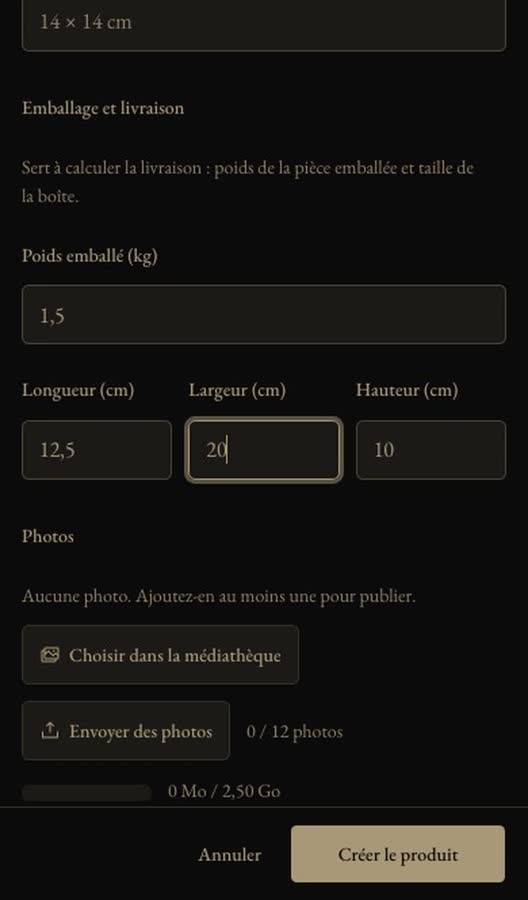 14 × 14 cm
Emballage et livraison
Sert à calculer la livraison : poids de la pièce emballée et taille de
la boîte.
Poids emballé (kg)
1,5
Longueur (cm) Largeur (cm) Hauteur (cm)
12,5 20 10
Photos
Aucune photo. Ajoutez-en au moins une pour publier.
Choisir dans la médiathèque
Envoyer des photos 0 / 12 photos
0 Mo / 2,50 Go
Annuler Créer le produit